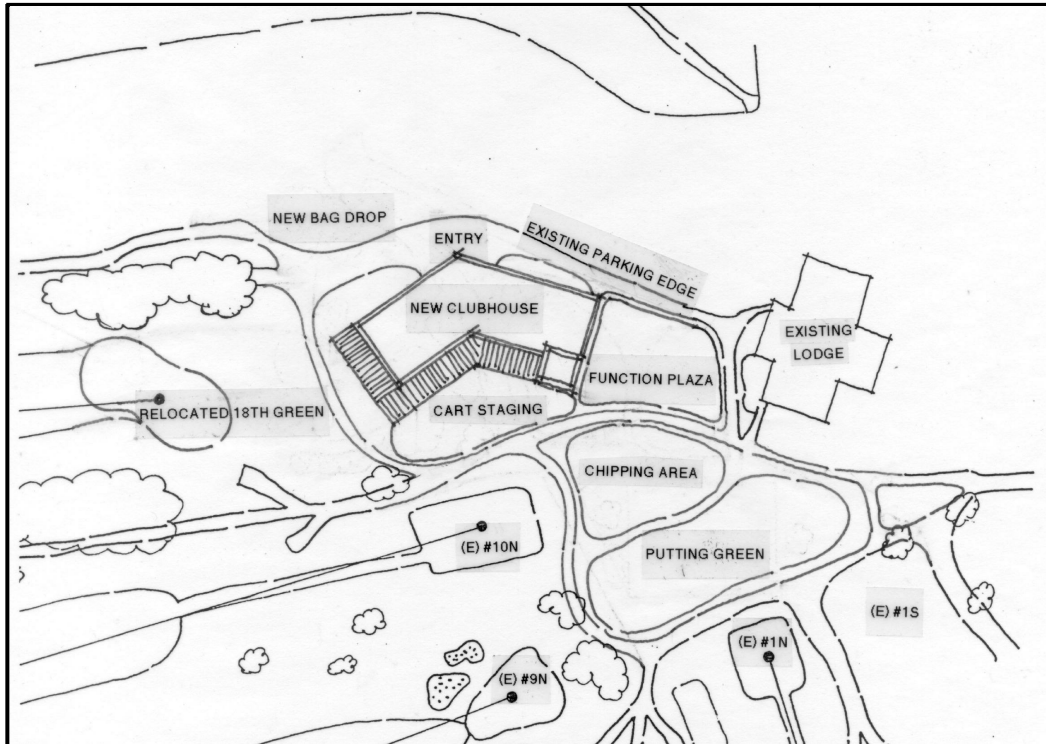 NEW BAG DROP
ENTRY
EXISTING PARKING EDGE
NEW CLUBHOUSE
EXISTING
LODGE
FUNCTION PLAZA
RELOCATED 18TH GREEN
CART STAGING
CHIPPING AREA
(E) #10N
PUTTING GREEN
(E) #1S
(E) #1N
(E) #9N